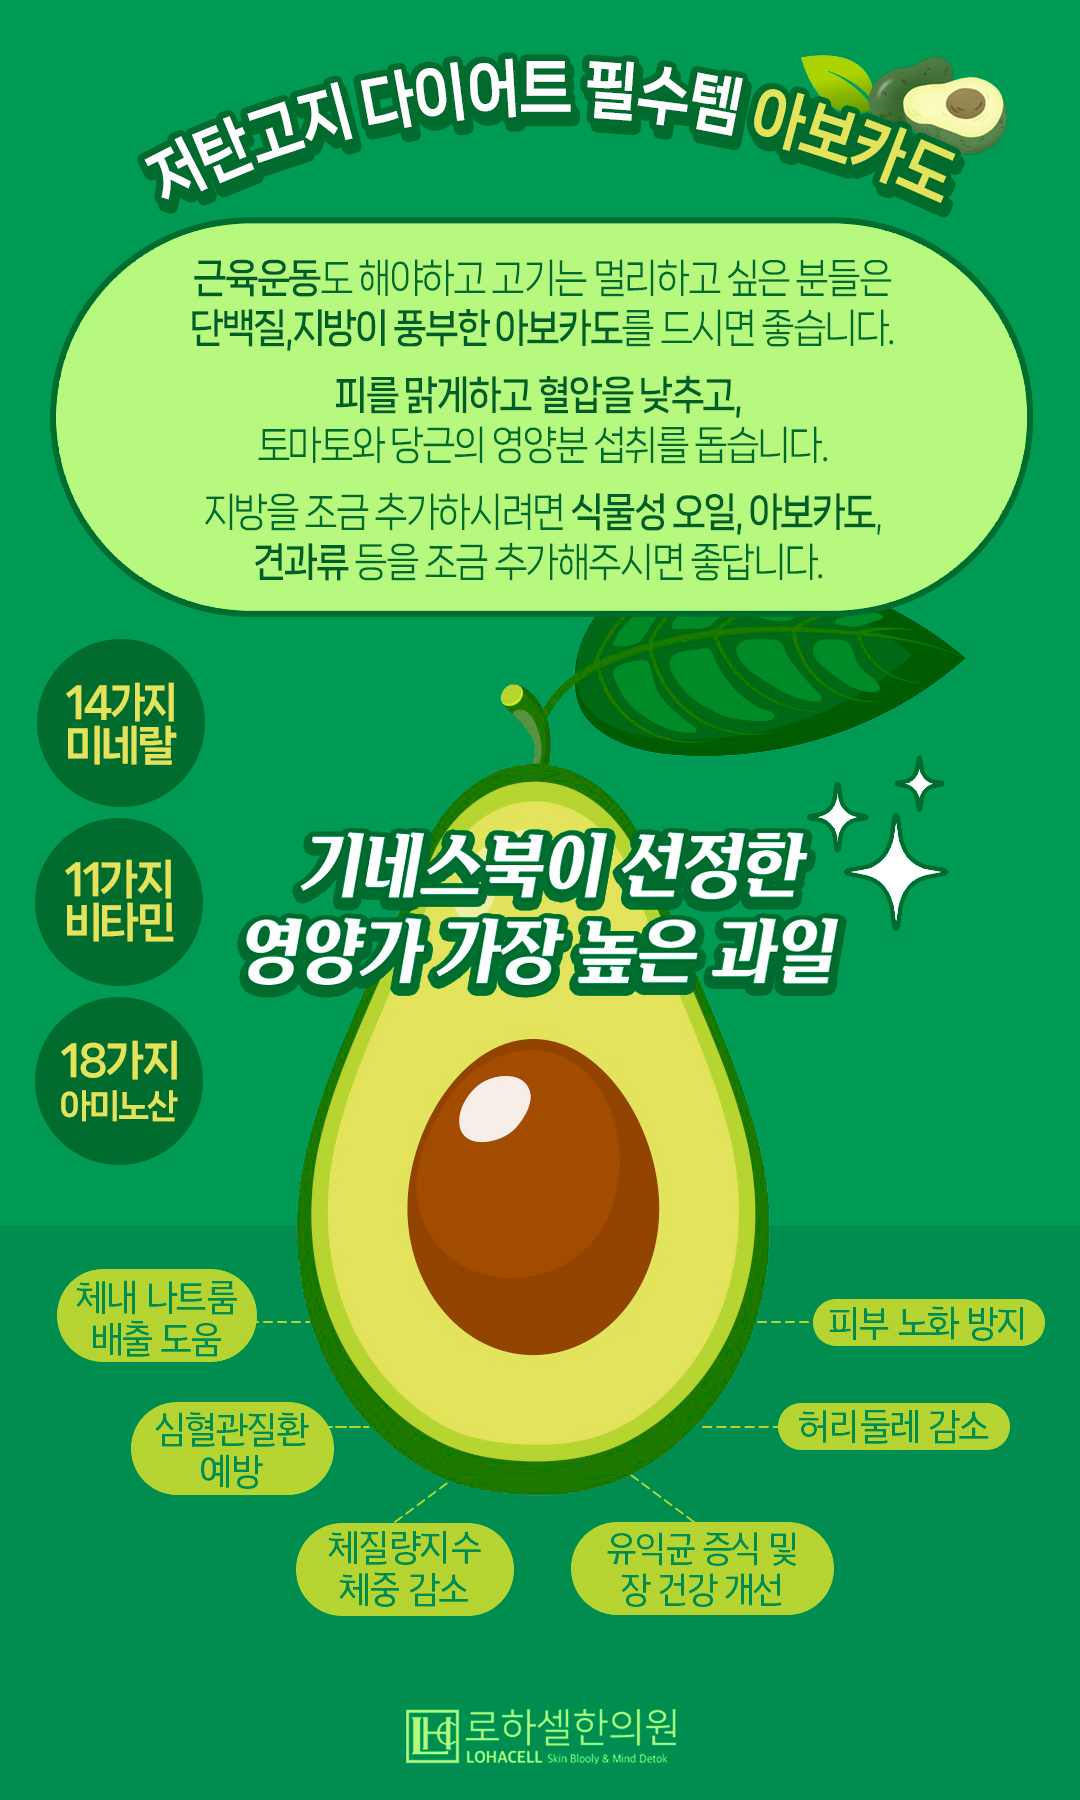 저탄고지 다이어트 필수템 아보카도
근육운동도 해야하고 고기는 멀리하고 싶은 분들은
단백질,지방이 풍부한 아보카도를 드시면 좋습니다.
피를 맑게하고 혈압을 낮추고,
토마토와 당근의 영양분 섭취를 돕습니다.
지방을 조금 추가하시려면 식물성 오일, 아보카도,
견과류 등을 조금 추가해주시면 좋답니다.
14가지
미네랄
11가지
비타민
18가지
아미노산
기네스북이 선정한
영양가 가장 높은 과일
체내 나트룸
배출 도움
피부 노화 방지
심혈관질환
예방
허리둘레 감소
체질량지수
체중 감소
유익균 증식 및
장 건강 개선
LHC 로하셀한의원
LOHACELL Skin Blooly & Mind Detok